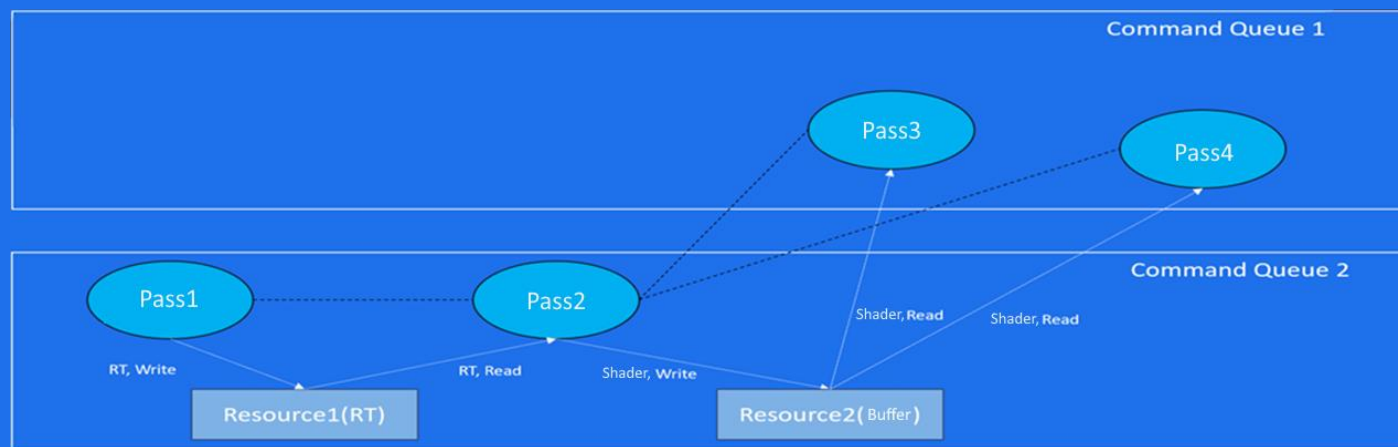 Command Queue 1
Pass3
Pass4
Command Queue 2
Pass1
Pass2
Shader, Read
Shader, Read
RT, Write
RT, Read
Shader, Write
Resource1(RT)
Resource2( Buffer )